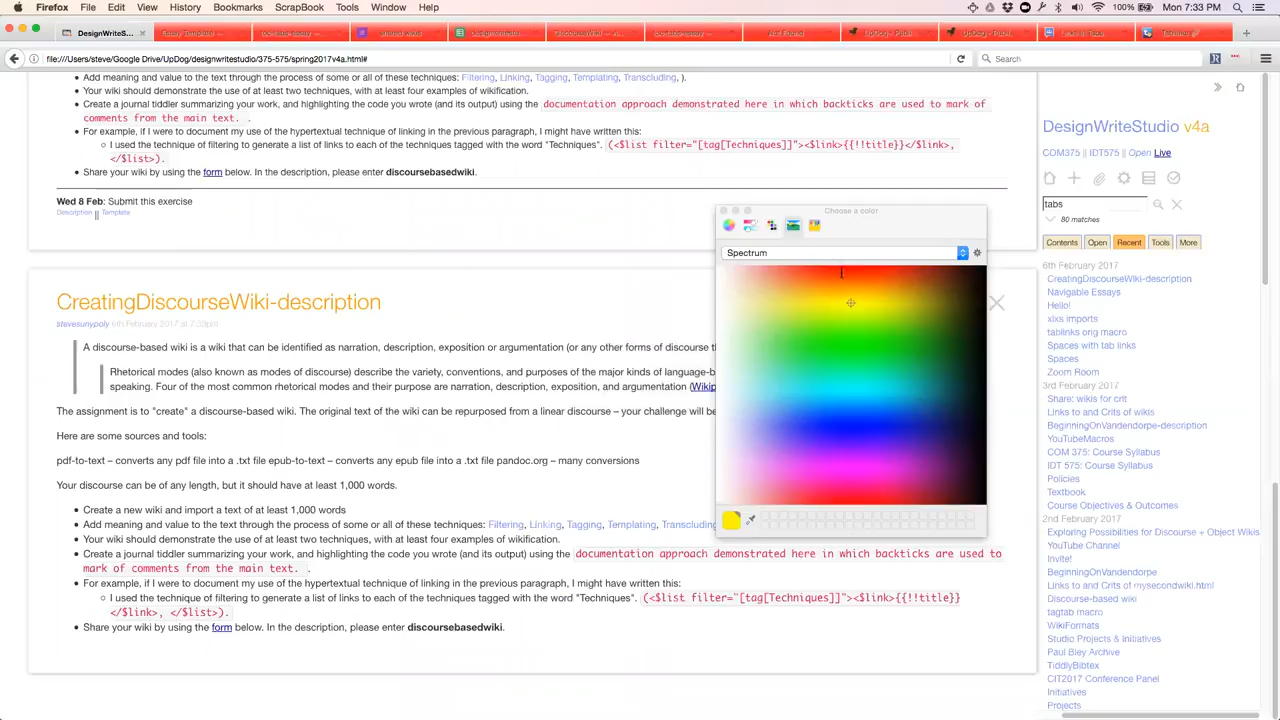 Firefox File Edit View History Bookmarks ScrapBook Tools Window Help 100% Mon 7:33 PM
DesignWriteS... Essay Template toc-tabs-essay shared wikis UpDog - Publ UpDog - Publ Not Found Links in Tabs
file:///Users/steve/Google Drive/UpDog/designwritestudio/375-575/spring2017v4a.html# Search
Add meaning and value to the text through the process of some or all of these techniques: Filtering, Linking, Tagging, Templating, Transcluding, ).
Your wiki should demonstrate the use of at least two techniques, with at least four examples of wikification.
Create a journal tiddler summarizing your work, and highlighting the code you wrote (and its output) using the documentation approach demonstrated here in which backticks are used to mark of
comments from the main text. .
For example, if I were to document my use of the hypertextual technique of linking in the previous paragraph, I might have written this:
I used the technique of filtering to generate a list of links to each of the techniques tagged with the word "Techniques". (<$list filter="[tag[Techniques]]"><$link>{{!!title}}</$link>,
</$list>).
Share your wiki by using the form below. In the description, please enter discoursebasedwiki.
Wed 8 Feb: Submit this exercise
Description || Template
CreatingDiscourseWiki-description
stevesunypoly 6th February 2017 at 7:33pm
A discourse-based wiki is a wiki that can be identified as narration, description, exposition or argumentation (or any other forms of discourse th
Rhetorical modes (also known as modes of discourse) describe the variety, conventions, and purposes of the major kinds of language-b
speaking. Four of the most common rhetorical modes and their purpose are narration, description, exposition, and argumentation (Wikip
The assignment is to "create" a discourse-based wiki. The original text of the wiki can be repurposed from a linear discourse – your challenge will be
Here are some sources and tools:
pdf-to-text – converts any pdf file into a .txt file epub-to-text – converts any epub file into a .txt file pandoc.org – many conversions
Your discourse can be of any length, but it should have at least 1,000 words.
Create a new wiki and import a text of at least 1,000 words
Add meaning and value to the text through the process of some or all of these techniques: Filtering, Linking, Tagging, Templating, Transcluding
Your wiki should demonstrate the use of at least two techniques, with at least four examples of wikification.
Create a journal tiddler summarizing your work, and highlighting the code you wrote (and its output) using the documentation approach demonstrated here in which backticks are used to
mark of comments from the main text. .
For example, if I were to document my use of the hypertextual technique of linking in the previous paragraph, I might have written this:
I used the technique of filtering to generate a list of links to each of the techniques tagged with the word "Techniques". (<$list filter="[tag[Techniques]]"><$link>{{!!title}}
</$link>, </$list>).
Share your wiki by using the form below. In the description, please enter discoursebasedwiki.
Choose a color
Spectrum
DesignWriteStudio v4a
COM375 || IDT575 || Open Live
tabs
80 matches
Contents Open Recent Tools More
6th February 2017
CreatingDiscourseWiki-description
Navigable Essays
Hello!
xlxs imports
tablinks orig macro
Spaces with tab links
Spaces
Zoom Room
3rd February 2017
Share: wikis for crit
Links to and Crits of wikis
BeginningOnVandendorpe-description
YouTubeMacros
COM 375: Course Syllabus
IDT 575: Course Syllabus
Policies
Textbook
Course Objectives & Outcomes
2nd February 2017
Exploring Possibilities for Discourse + Object Wikis
YouTube Channel
Invite!
BeginningOnVandendorpe
Links to and Crits of mysecondwiki.html
Discourse-based wiki
tagtab macro
WikiFormats
Studio Projects & Initiatives
Paul Bley Archive
TiddlyBibtex
CIT2017 Conference Panel
Initiatives
Projects